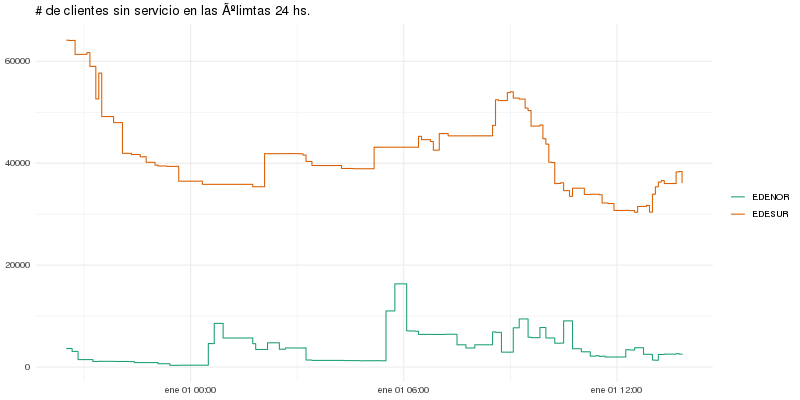 # de clientes sin servicio en las Ãºlimtas 24 hs.
60000
40000
20000
0
ene 01 00:00
ene 01 06:00
ene 01 12:00
EDENOR
EDESUR